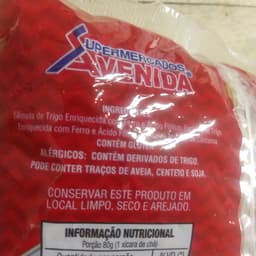 SUPERMERCADOS
AVENIDA ®
INGRE
Sêmola de Trigo Enriquecida
Enriquecida com Ferro e Ácido Fó
CONTÉM GLÚTEN
ALÉRGICOS: CONTÉM DERIVADOS DE TRIGO.
PODE CONTER TRAÇOS DE AVEIA, CENTEIO E SOJA.
CONSERVAR ESTE PRODUTO EM
LOCAL LIMPO, SECO E AREJADO.
INFORMAÇÃO NUTRICIONAL
Porção 80g (1 xícara de chá)